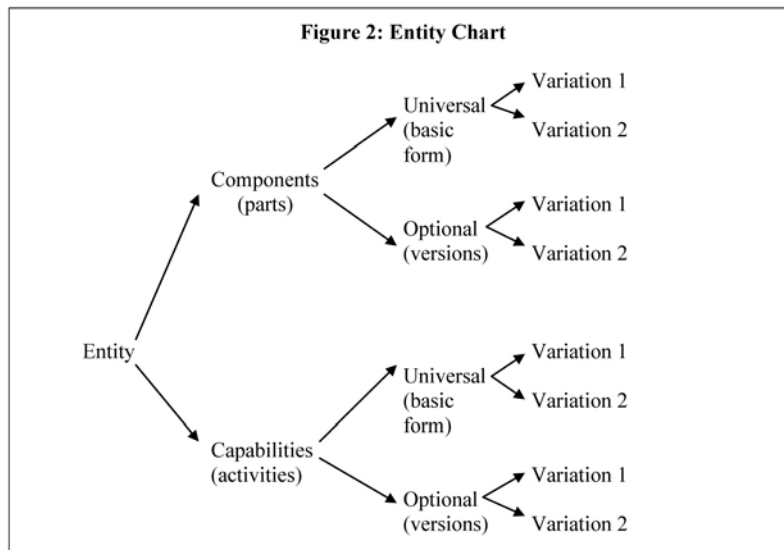 Figure 2: Entity Chart
Variation 1
Universal
(basic
form)
Variation 2
Components
(parts)
Variation 1
Optional
(versions)
Variation 2
Entity
Variation 1
Universal
(basic
form)
Variation 2
Capabilities
(activities)
Variation 1
Optional
(versions)
Variation 2